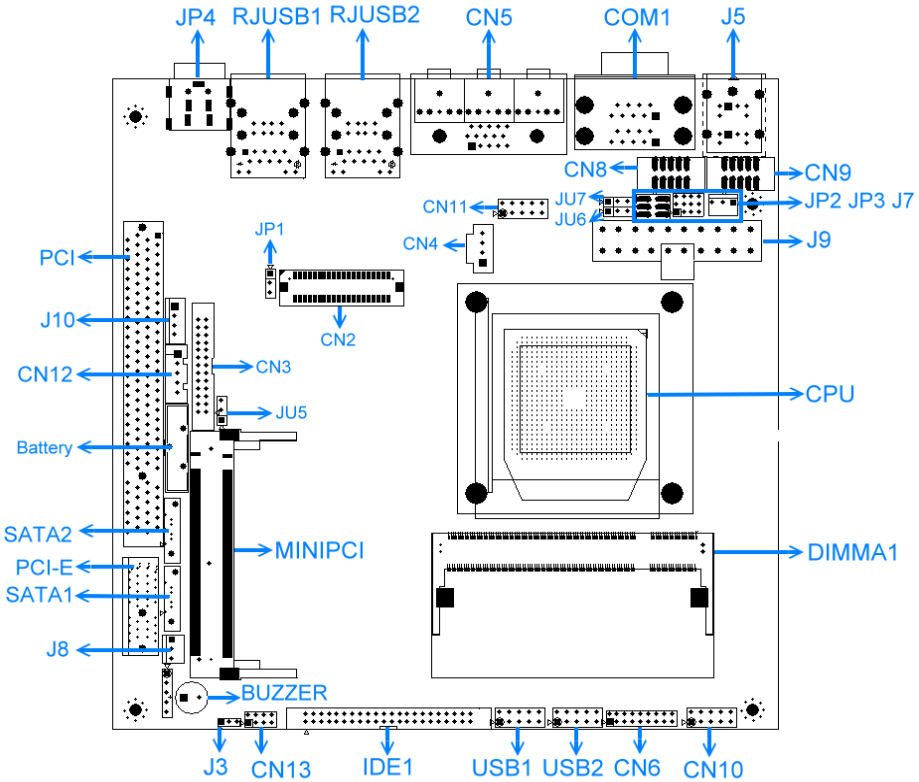 JP4 RJUSB1 RJUSB2 CN5 COM1 J5
CN8 CN9
JU7 JP2 JP3 J7
CN11 JU6
CN4 J9
JP1
PCI
J10
CN2
CN3
CN12
CPU
JU5
Battery
SATA2
MINIPCI DIMMA1
PCI-E
SATA1
J8
BUZZER
J3 CN13 IDE1 USB1 USB2 CN6 CN10